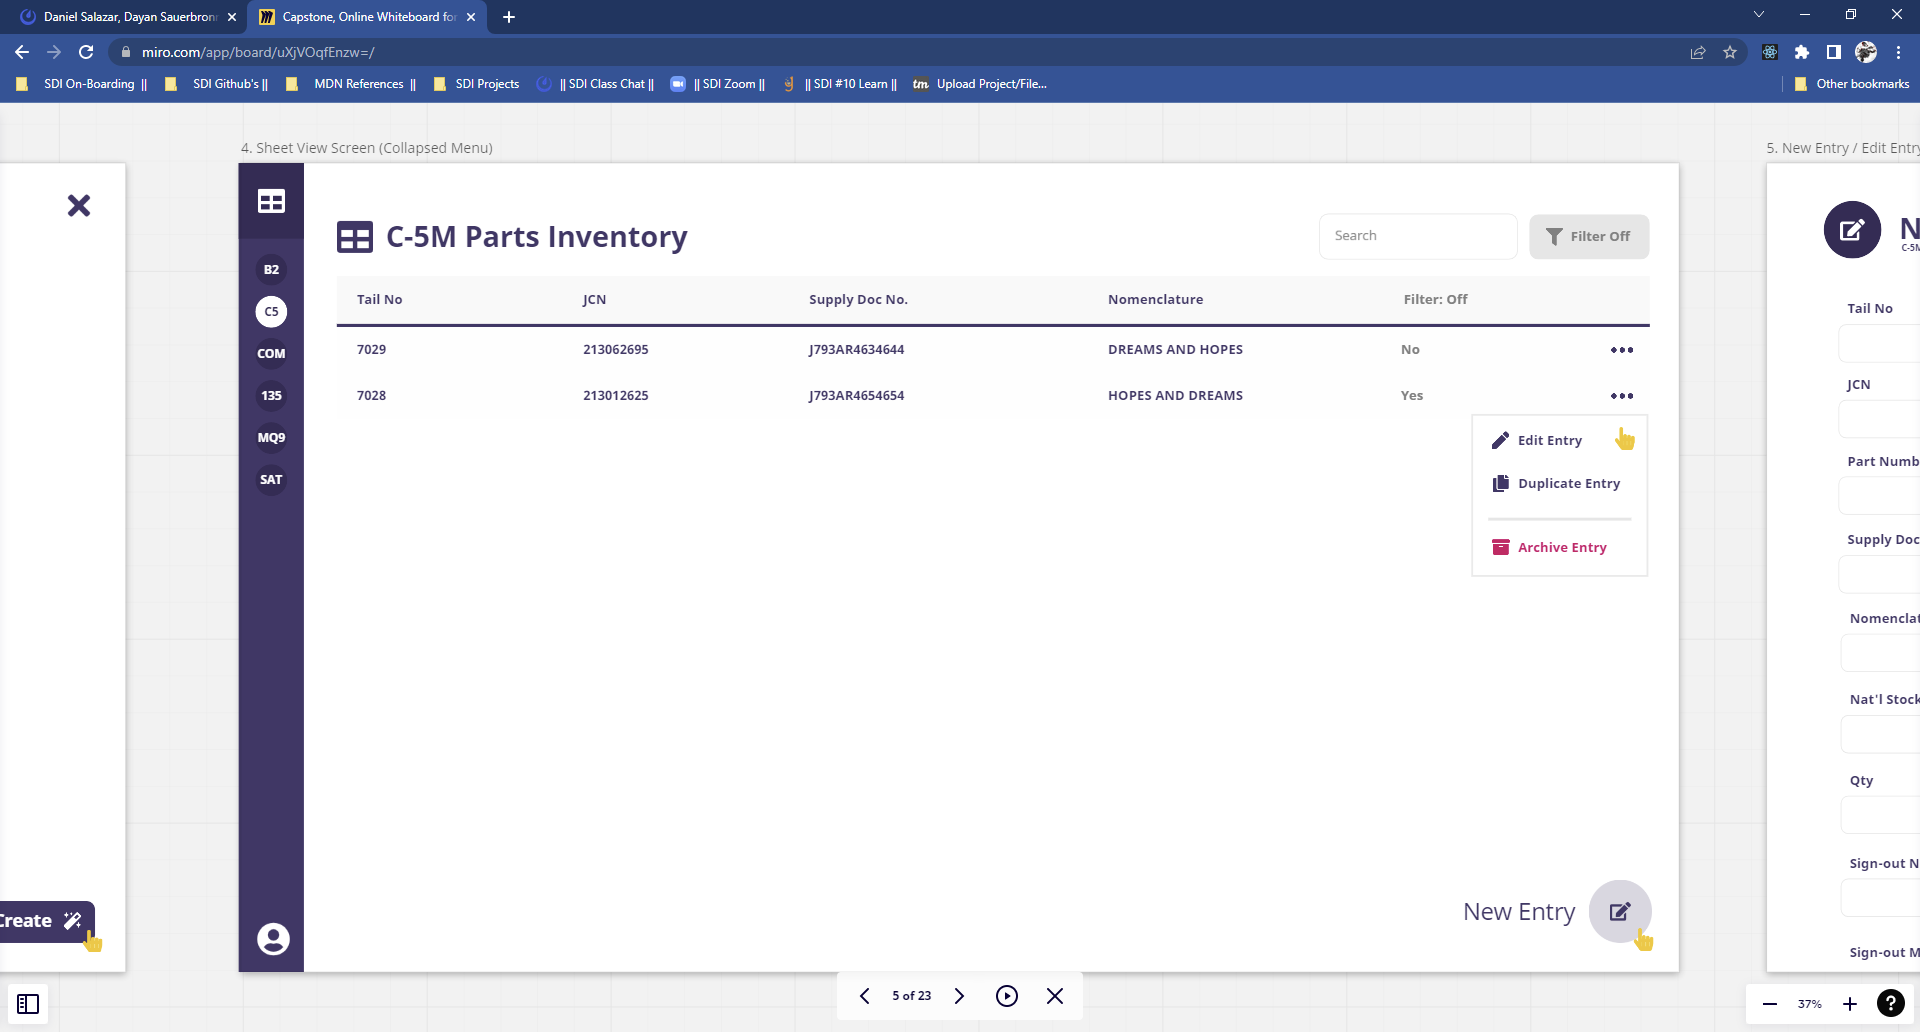 Daniel Salazar, Dayan Sauerbronn
Capstone, Online Whiteboard for
miro.com/app/board/uXjVOqfEnzw=/
SDI On-Boarding || SDI Github's || MDN References || SDI Projects || SDI Class Chat || || SDI Zoom || || SDI #10 Learn || tm Upload Project/File... Other bookmarks
4. Sheet View Screen (Collapsed Menu)
5. New Entry / Edit Entry
C-5M Parts Inventory
Search
Filter Off
Tail No JCN Supply Doc No. Nomenclature Filter: Off
7029 213062695 J793AR4634644 DREAMS AND HOPES No
7028 213012625 J793AR4654654 HOPES AND DREAMS Yes
B2
C5
COM
135
MQ9
SAT
Edit Entry
Duplicate Entry
Archive Entry
New Entry
Create
N
C-5M
Tail No
JCN
Part Numb
Supply Doc
Nomenclat
Nat'l Stock
Qty
Sign-out N
Sign-out M
5 of 23
37%
?